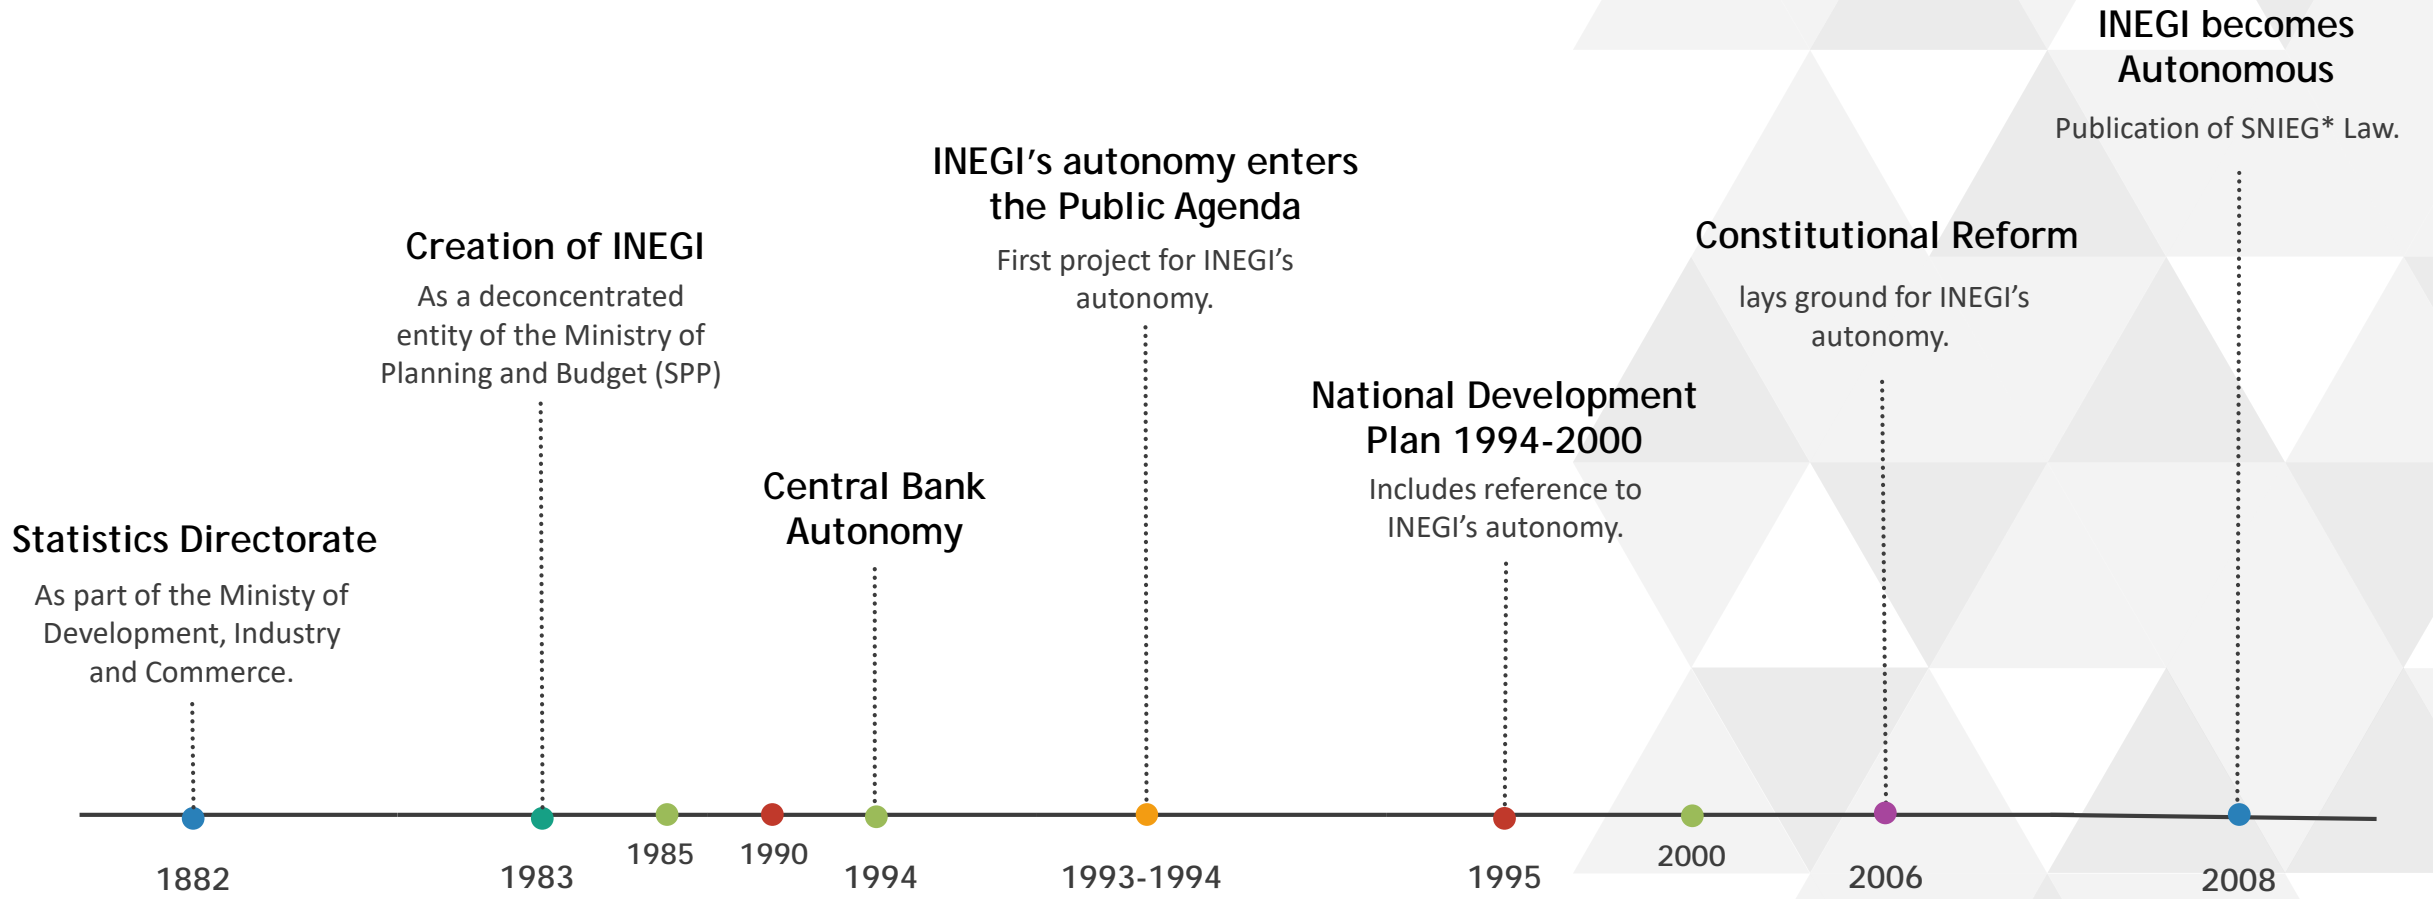 Statistics Directorate
As part of the Ministy of
Development, Industry
and Commerce.
1882
Creation of INEGI
As a deconcentrated
entity of the Ministry of
Planning and Budget (SPP)
1983
1985
1990
Central Bank
Autonomy
1994
INEGI's autonomy enters
the Public Agenda
First project for INEGI's
autonomy.
1993-1994
National Development
Plan 1994-2000
Includes reference to
INEGI's autonomy.
1995
2000
Constitutional Reform
lays ground for INEGI's
autonomy.
2006
INEGI becomes
Autonomous
Publication of SNIEG* Law.
2008